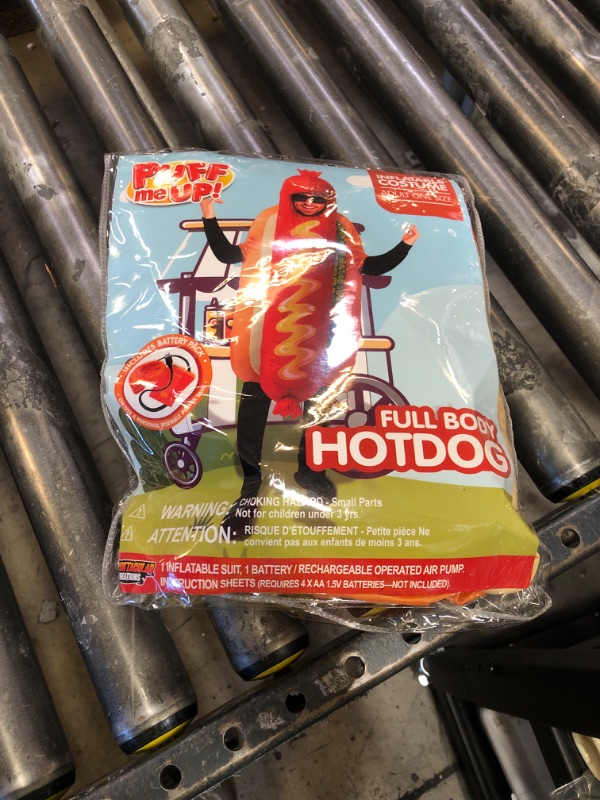 PUFF
me UP!
INFLATABLE
COSTUME
ADULT ONE SIZE
INCLUDES BATTERY PACK
FULL BODY
HOTDOG
WARNING: CHOKING HAZARD - Small Parts
Not for children under 3 yrs.
ATTENTION: RISQUE D'ÉTOUFFEMENT - Petite pièce Ne
convient pas aux enfants de moins 3 ans.
1 INFLATABLE SUIT, 1 BATTERY / RECHARGEABLE OPERATED AIR PUMP.
INSTRUCTION SHEETS (REQUIRES 4 X AA 1.5V BATTERIES—NOT INCLUDED).